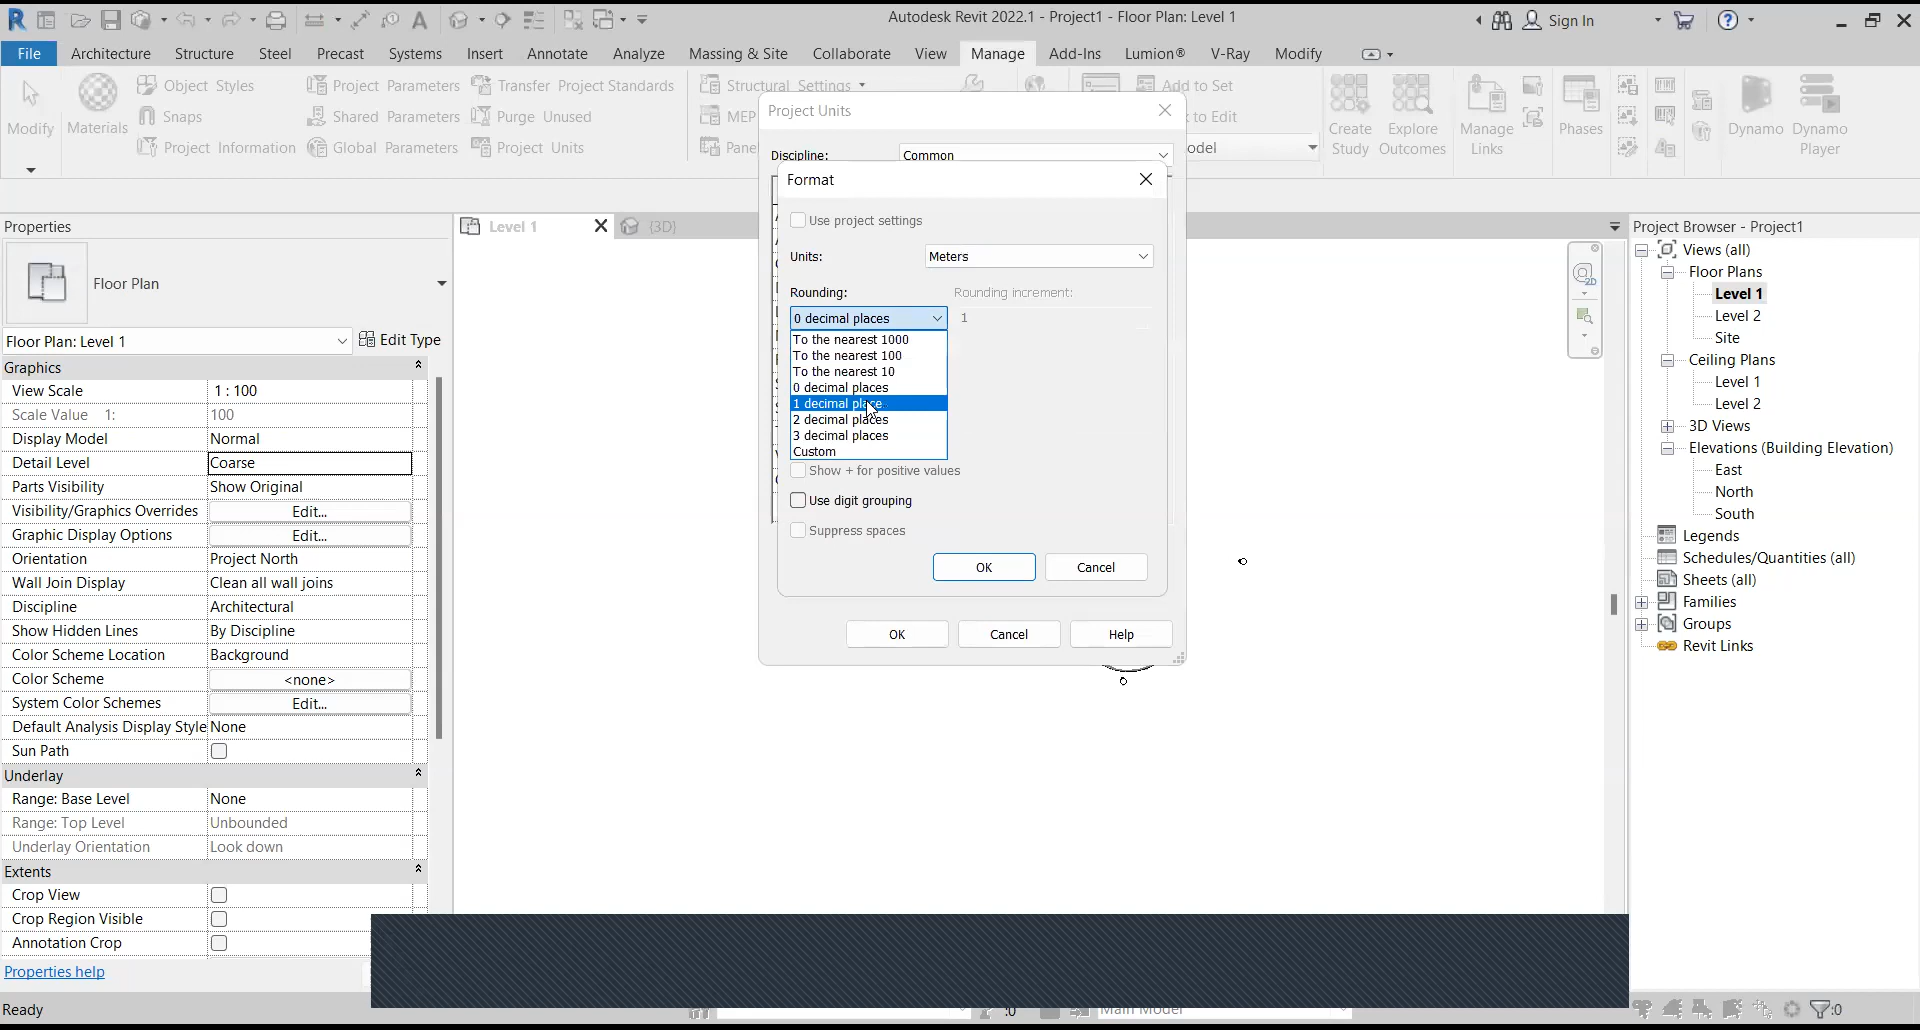 Autodesk Revit 2022.1 - Project1 - Floor Plan: Level 1
Sign In
File Architecture Structure Steel Precast Systems Insert Annotate Analyze Massing & Site Collaborate View Manage Add-Ins Lumion® V-Ray Modify
Modify
Materials
Object Styles
Snaps
Project Information
Project Parameters
Shared Parameters
Global Parameters
Transfer Project Standards
Purge Unused
Project Units
Structural Settings
MEP
Add to Set
to Edit
Create Study
Explore Outcomes
Manage Links
Phases
Dynamo
Dynamo Player
Project Units
Discipline: Common
Format
Use project settings
Units: Meters
Rounding: Rounding increment:
0 decimal places 1
To the nearest 1000
To the nearest 100
To the nearest 10
0 decimal places
1 decimal place
2 decimal places
3 decimal places
Custom
Show + for positive values
Use digit grouping
Suppress spaces
OK Cancel
OK Cancel Help
Properties
Floor Plan
Floor Plan: Level 1 Edit Type
Graphics
View Scale 1 : 100
Scale Value 1: 100
Display Model Normal
Detail Level Coarse
Parts Visibility Show Original
Visibility/Graphics Overrides Edit...
Graphic Display Options Edit...
Orientation Project North
Wall Join Display Clean all wall joins
Discipline Architectural
Show Hidden Lines By Discipline
Color Scheme Location Background
Color Scheme <none>
System Color Schemes Edit...
Default Analysis Display Style None
Sun Path
Underlay
Range: Base Level None
Range: Top Level Unbounded
Underlay Orientation Look down
Extents
Crop View
Crop Region Visible
Annotation Crop
Properties help
Level 1
(3D)
2D
Project Browser - Project1
Views (all)
Floor Plans
Level 1
Level 2
Site
Ceiling Plans
Level 1
Level 2
3D Views
Elevations (Building Elevation)
East
North
South
Legends
Schedules/Quantities (all)
Sheets (all)
Families
Groups
Revit Links
Ready
:0
Main Model
:0